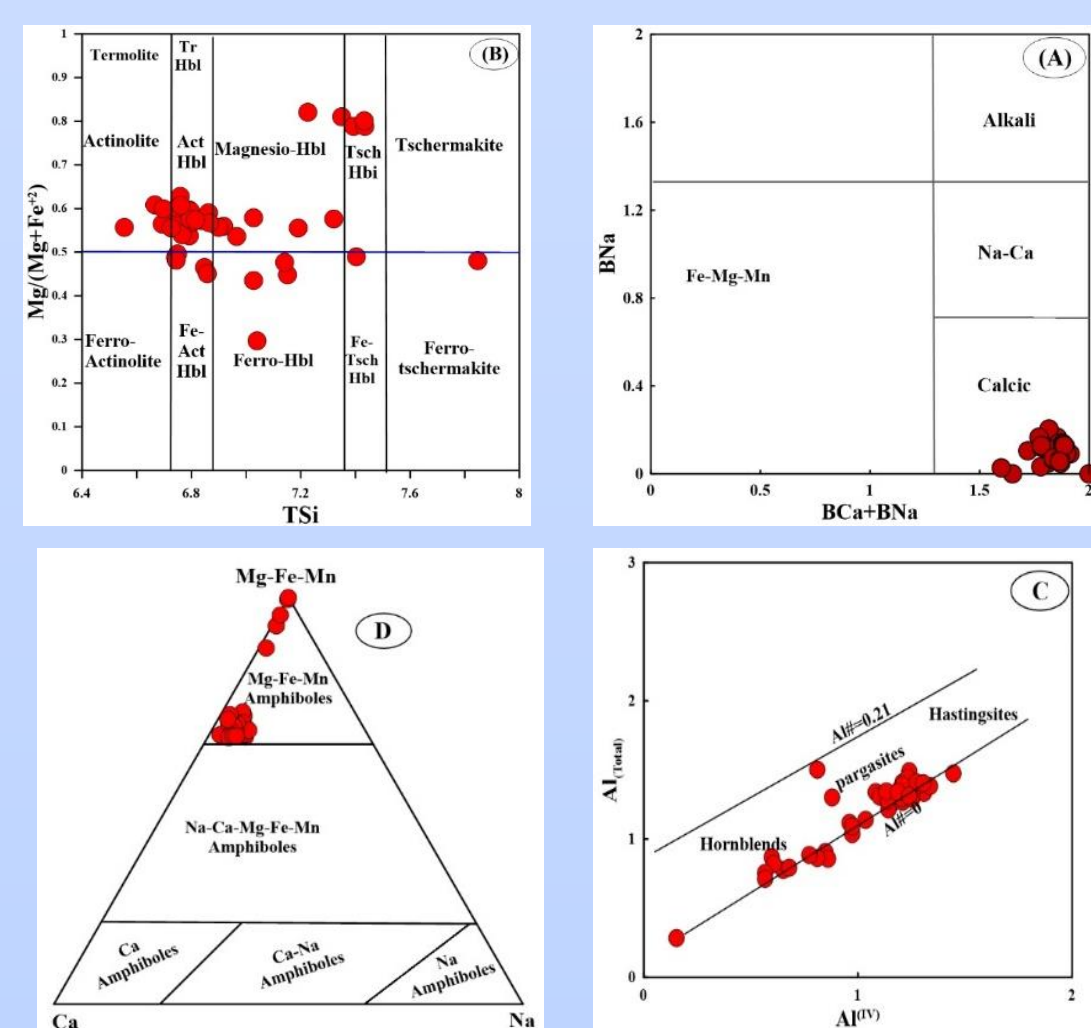 1
0.9
0.8
0.7
0.6
0.5
0.4
0.3
0.2
0.1
0
Mg/(Mg+Fe+2)
Termolite
Tr
Hbl
(B)
Actinolite
Act
Hbl
Magnesio-Hbl
Tsch
Hbi
Tschermakite
Ferro-
Actinolite
Fe-
Act
Hbl
Ferro-Hbl
Fe-
Tsch
Hbl
Ferro-
tschermakite
6.4 6.8 7.2 7.6 8
TSi
2
1.6
1.2
0.8
0.4
0
BNa
(A)
Alkali
Na-Ca
Fe-Mg-Mn
Calcic
0 0.5 1 1.5 2
BCa+BNa
Mg-Fe-Mn
D
Mg-Fe-Mn
Amphiboles
Na-Ca-Mg-Fe-Mn
Amphiboles
Ca
Amphiboles
Ca-Na
Amphiboles
Na
Amphiboles
Ca Na
3
2
1
0
Al(Total)
C
Al#=0.21
Hastingsites
pargasites
Al#=0
Hornblends
0 1 2
Al(IV)